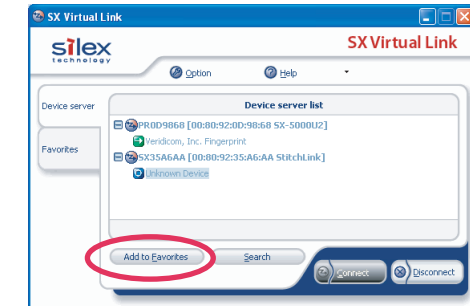 SX Virtual Link
silex
technology
SX Virtual Link
Option Help
Device server
Favorites
Device server list
PR0D9868 [00:80:92:0D:98:68 SX-5000U2]
Veridicom, Inc. Fingerprint
SX35A6AA [00:80:92:35:A6:AA StitchLink]
Unknown Device
Add to Favorites Search
Connect Disconnect